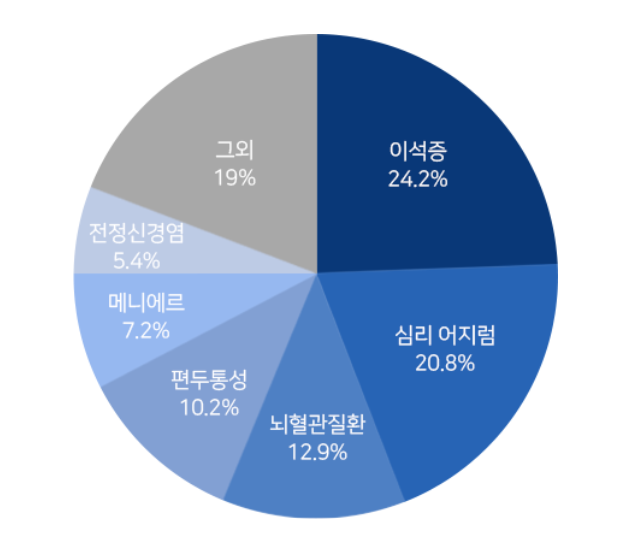 이석증
24.2%
심리 어지럼
20.8%
뇌혈관질환
12.9%
편두통성
10.2%
메니에르
7.2%
전정신경염
5.4%
그외
19%